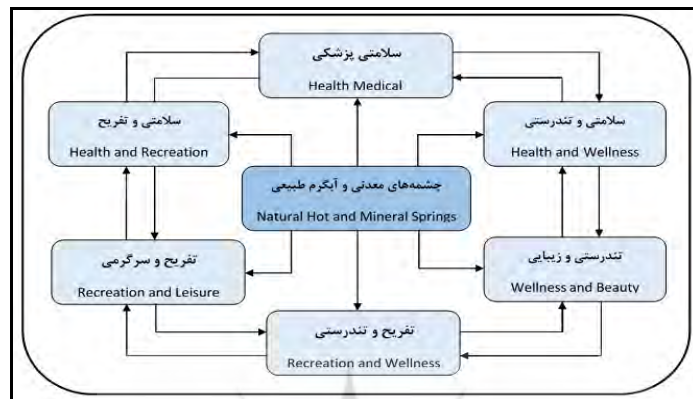 سلامتی پزشکی
Health Medical
سلامتی و تفریح
Health and Recreation
سلامتی و تندرستی
Health and Wellness
چشمه‌های معدنی و آبگرم طبیعی
Natural Hot and Mineral Springs
تفریح و سرگرمی
Recreation and Leisure
تندرستی و زیبایی
Wellness and Beauty
تفریح و تندرستی
Recreation and Wellness